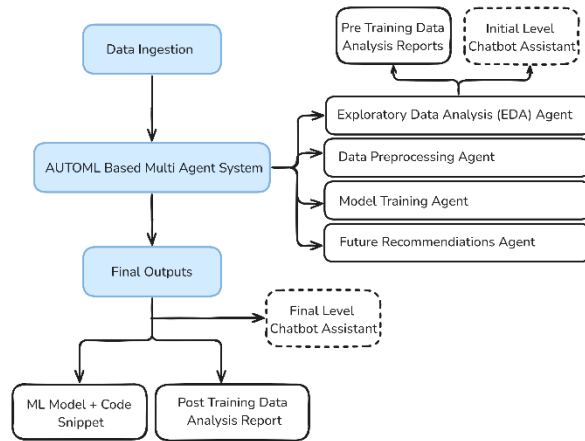 Data Ingestion
Pre Training Data
Analysis Reports
Initial Level
Chatbot Assistant
Exploratory Data Analysis (EDA) Agent
AUTOML Based Multi Agent System
Data Preprocessing Agent
Model Training Agent
Future Recommendiations Agent
Final Outputs
Final Level
Chatbot Assistant
ML Model + Code
Snippet
Post Training Data
Analysis Report